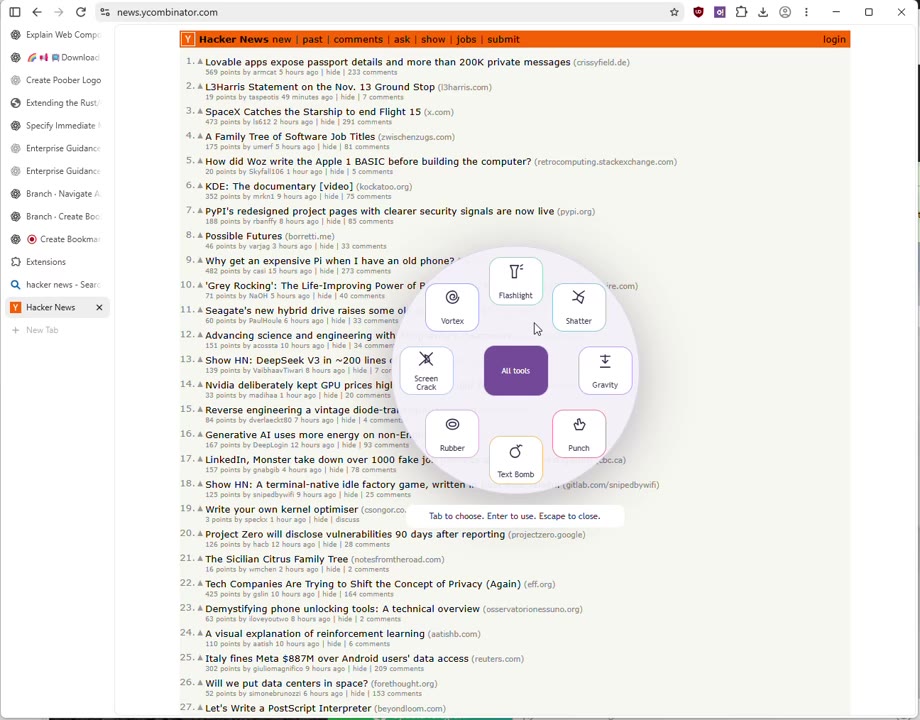 news.ycombinator.com
Explain Web Compo
Download
Create Poober Logo
Extending the Rust/
Specify Immediate M
Enterprise Guidance
Enterprise Guidance
Branch - Navigate A
Branch - Create Boo
Create Bookma
Extensions
hacker news - Searc
Hacker News
New Tab
Y Hacker News new | past | comments | ask | show | jobs | submit login
1. Lovable apps expose passport details and more than 200K private messages (crissyfield.de)
569 points by armcat 5 hours ago | hide | 233 comments
2. L3Harris Statement on the Nov. 13 Ground Stop (l3harris.com)
19 points by taspeotis 49 minutes ago | hide | 7 comments
3. SpaceX Catches the Starship to end Flight 15 (x.com)
473 points by ls612 2 hours ago | hide | 291 comments
4. A Family Tree of Software Job Titles (zwischenzugs.com)
175 points by umerf 5 hours ago | hide | 81 comments
5. How did Woz write the Apple 1 BASIC before building the computer? (retrocomputing.stackexchange.com)
20 points by Skyfall106 1 hour ago | hide | 5 comments
6. KDE: The documentary [video] (kockatoo.org)
352 points by mrkn1 9 hours ago | hide | 75 comments
7. PyPI's redesigned project pages with clearer security signals are now live (pypi.org)
188 points by rbanffy 8 hours ago | hide | 85 comments
8. Possible Futures (borretti.me)
46 points by varjag 3 hours ago | hide | 33 comments
9. Why get an expensive Pi when I have an old phone?
482 points by casi 15 hours ago | hide | 273 comments
10. 'Grey Rocking': The Life-Improving Power of P ire.com)
71 points by NaOH 5 hours ago | hide | 40 comments
11. Seagate's new hybrid drive raises some ol
60 points by PaulHoule 6 hours ago | hide | 33 comments
12. Advancing science and engineering with
151 points by acossta 10 hours ago | hide | 34 commen
13. Show HN: DeepSeek V3 in ~200 lines o
139 points by VaibhaavTiwari 8 hours ago | hide | 7 co
14. Nvidia deliberately kept GPU prices high
33 points by madihaa 1 hour ago | hide | 20 comments
15. Reverse engineering a vintage diode-tra
84 points by dverlaeckt80 7 hours ago | hide | 4 comme
16. Generative AI uses more energy on non-En
167 points by DeepLogin 12 hours ago | hide | 93 comments
17. LinkedIn, Monster take down over 1000 fake jo cbc.ca)
157 points by gnabgib 4 hours ago | hide | 78 comments
18. Show HN: A terminal-native idle factory game, written i (gitlab.com/snipedbywifi)
125 points by snipedbywifi 9 hours ago | hide | 25 comments
19. Write your own kernel optimiser (csongor.co.
3 points by speckx 1 hour ago | hide | discuss
20. Project Zero will disclose vulnerabilities 90 days after reporting (projectzero.google)
126 points by hacb 12 hours ago | hide | 28 comments
21. The Sicilian Citrus Family Tree (notesfromtheroad.com)
16 points by wmchen 2 hours ago | hide | 2 comments
22. Tech Companies Are Trying to Shift the Concept of Privacy (Again) (eff.org)
425 points by gslin 10 hours ago | hide | 164 comments
23. Demystifying phone unlocking tools: A technical overview (osservatorionessuno.org)
63 points by iloveyoutwo 8 hours ago | hide | 2 comments
24. A visual explanation of reinforcement learning (aatishb.com)
110 points by aatish 10 hours ago | hide | 6 comments
25. Italy fines Meta $887M over Android users' data access (reuters.com)
302 points by giuliomagnifico 9 hours ago | hide | 209 comments
26. Will we put data centers in space? (forethought.org)
52 points by simonebrunozzi 6 hours ago | hide | 153 comments
27. Let's Write a PostScript Interpreter (beyondloom.com)
Flashlight
Vortex
Shatter
Screen
Crack
All tools
Gravity
Rubber
Punch
Text Bomb
Tab to choose. Enter to use. Escape to close.